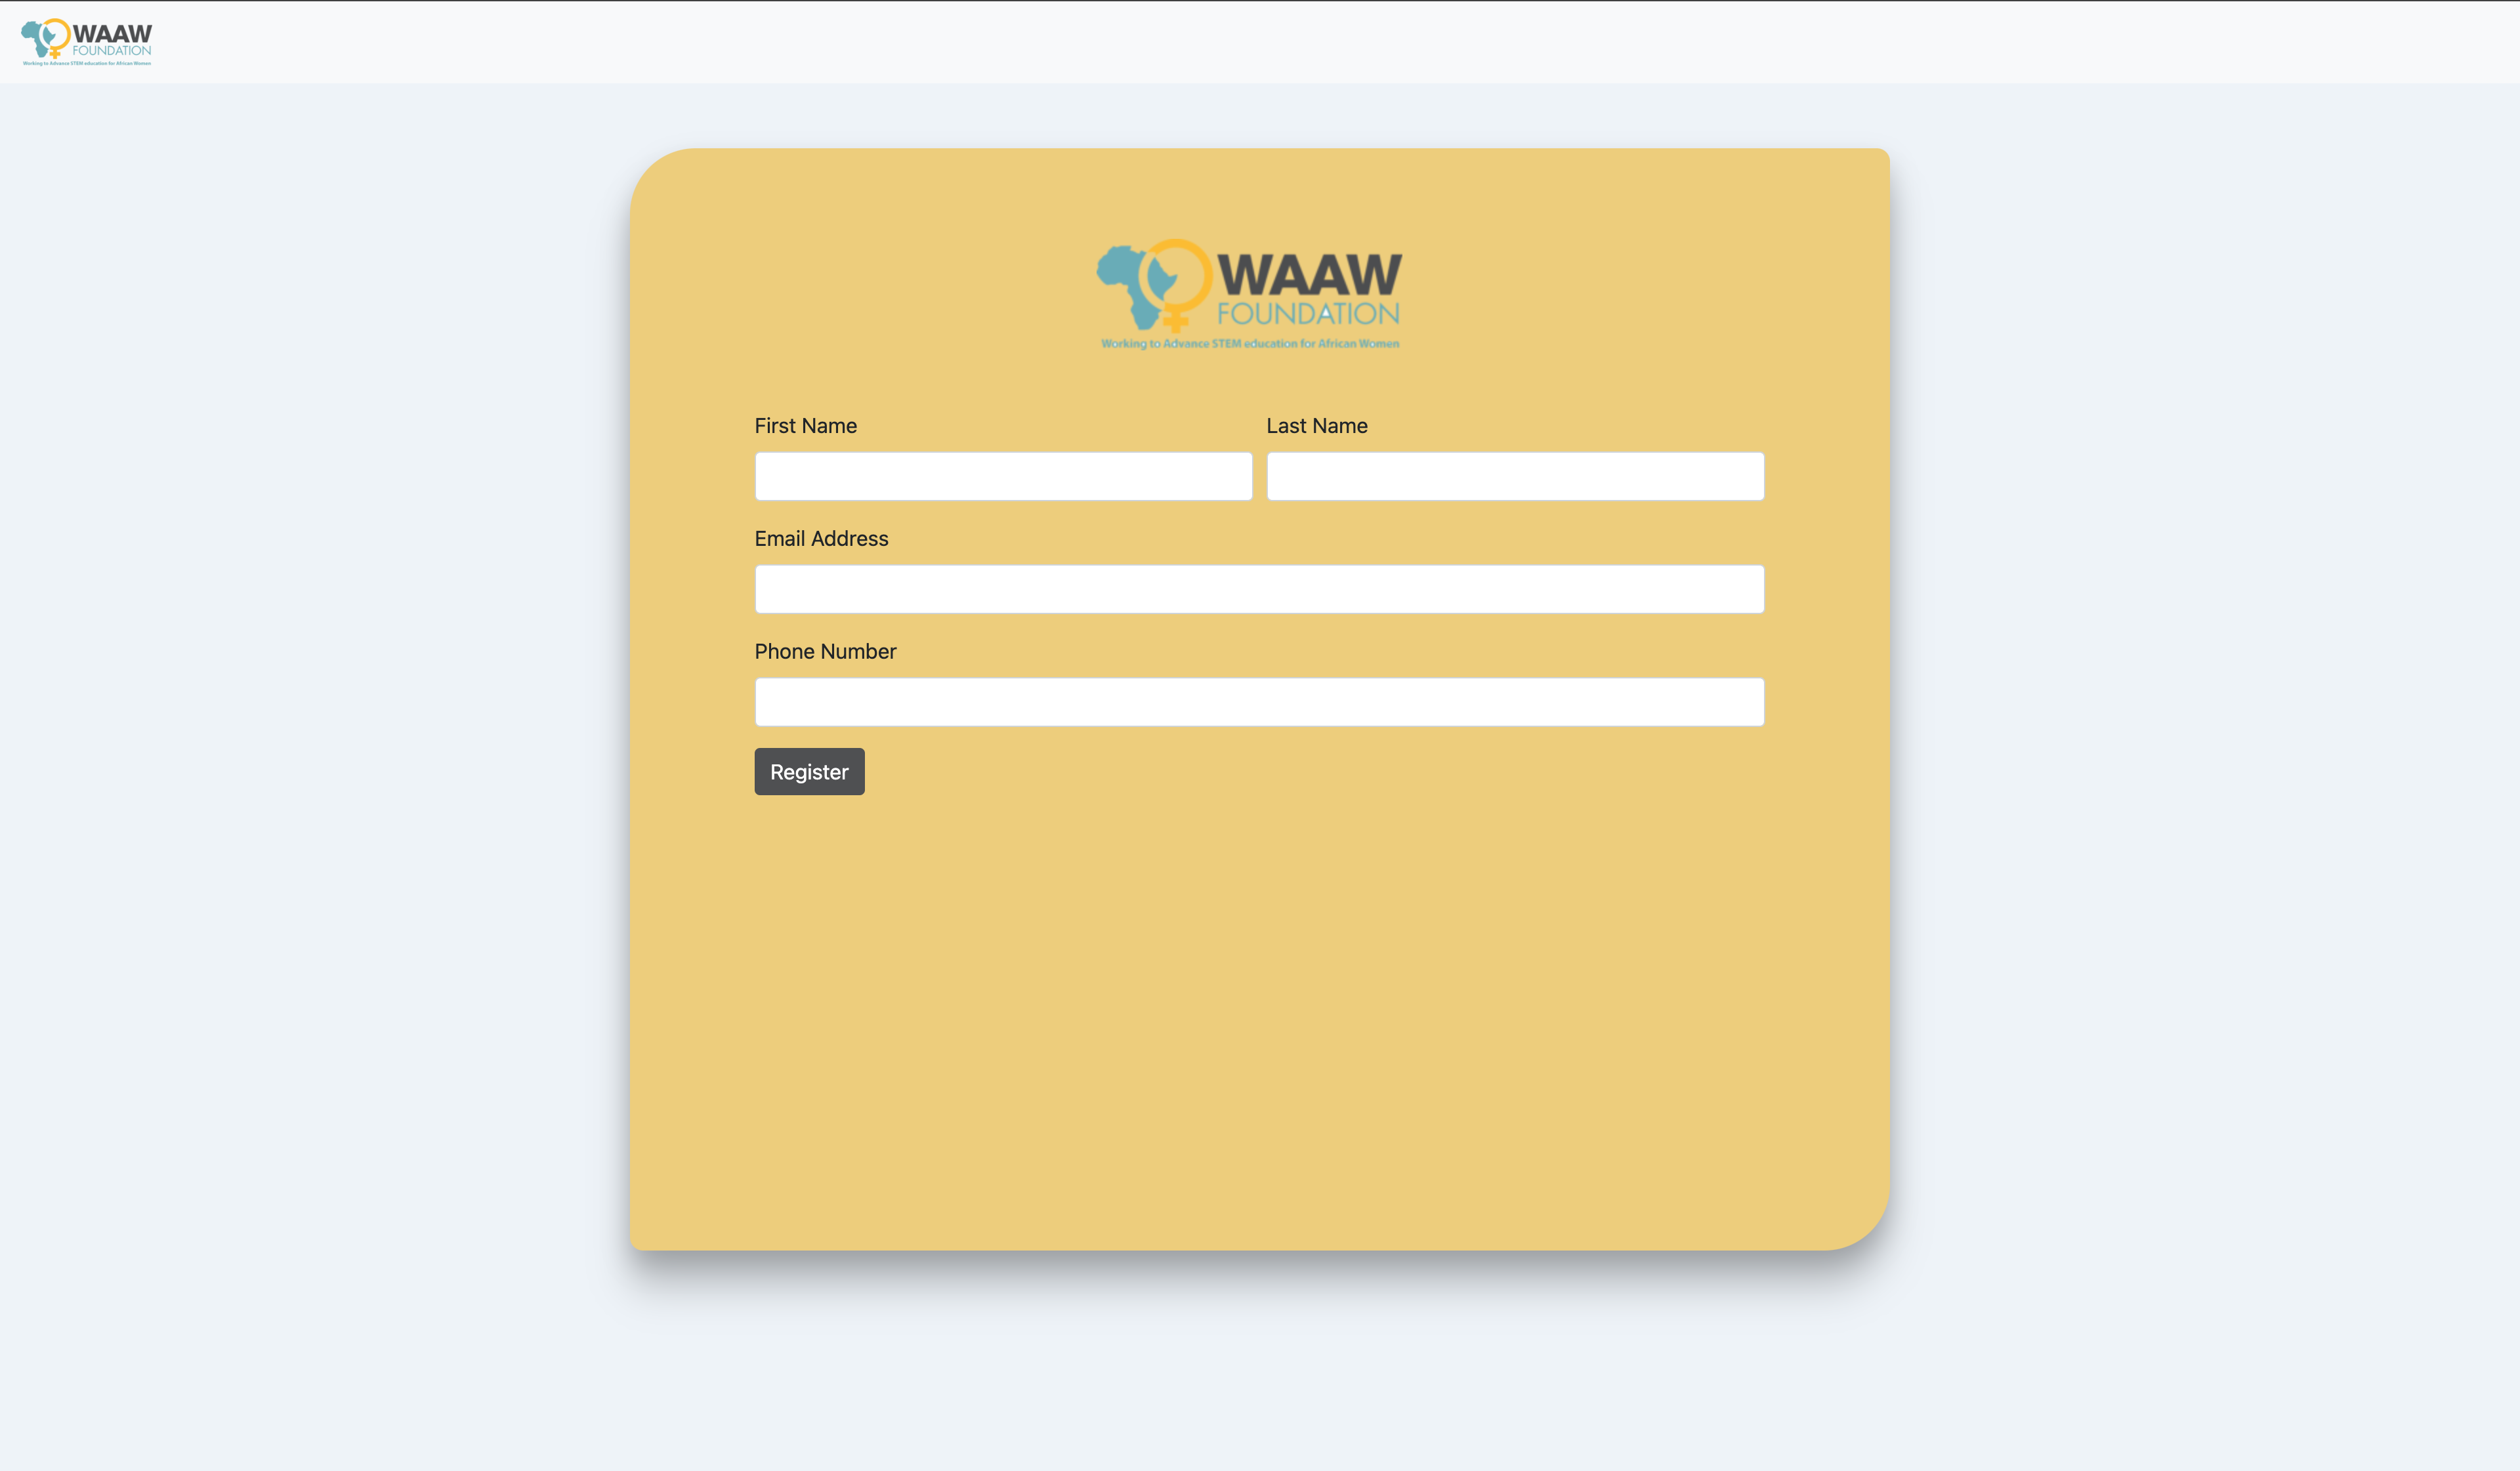 WAAW
FOUNDATION
Working to Advance STEM education for African Women
WAAW
FOUNDATION
Working to Advance STEM education for African Women
First Name Last Name
Email Address
Phone Number
Register